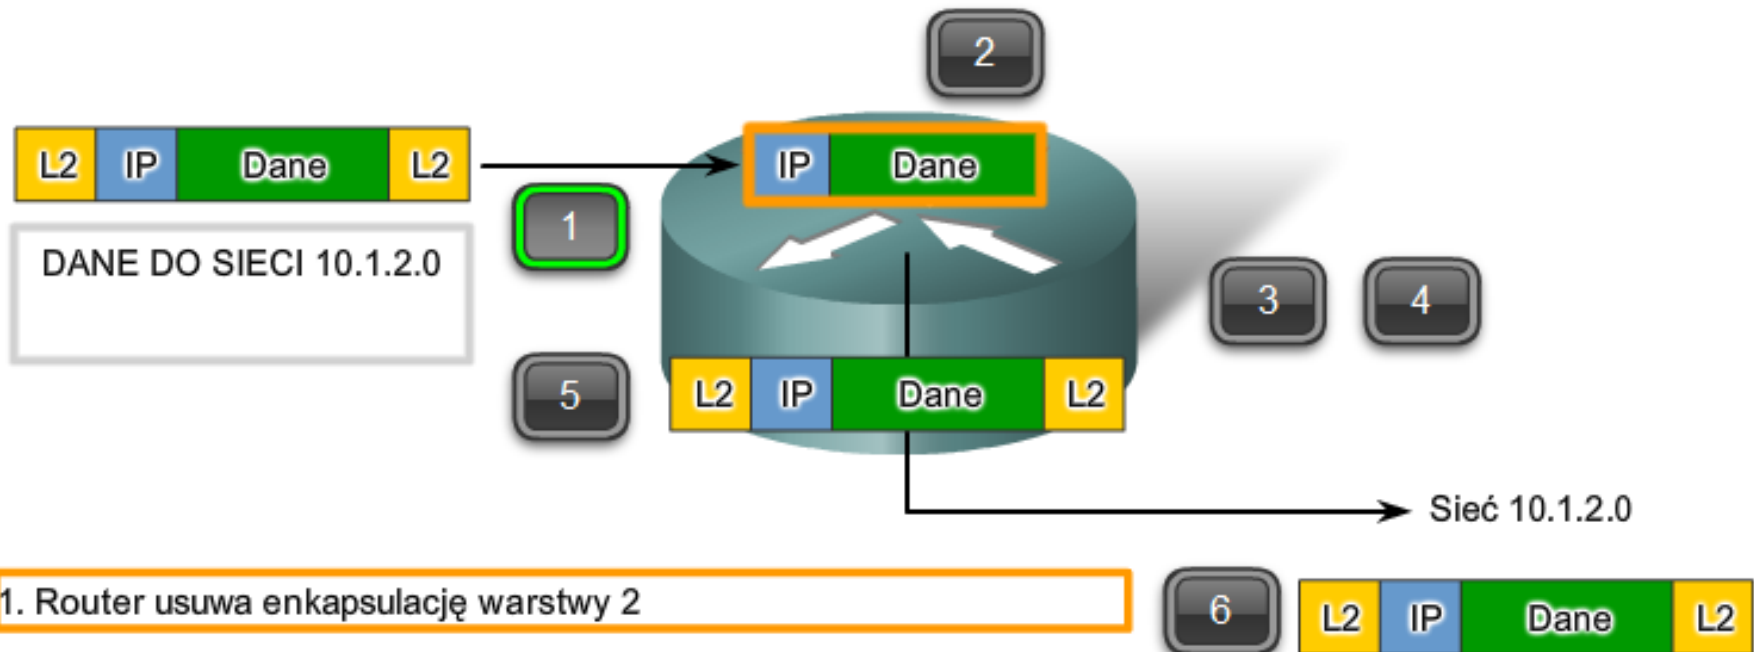 2
L2 IP Dane L2
IP Dane
1
DANE DO SIECI 10.1.2.0
3 4
5
L2 IP Dane L2
Sieć 10.1.2.0
1. Router usuwa enkapsulację warstwy 2
6
L2 IP Dane L2